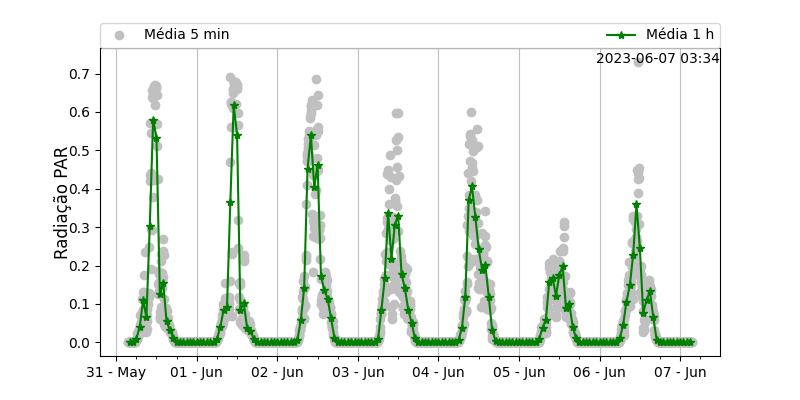 Média 5 min
Média 1 h
2023-06-07 03:34
Radiação PAR
0.7
0.6
0.5
0.4
0.3
0.2
0.1
0.0
31 - May
01 - Jun
02 - Jun
03 - Jun
04 - Jun
05 - Jun
06 - Jun
07 - Jun